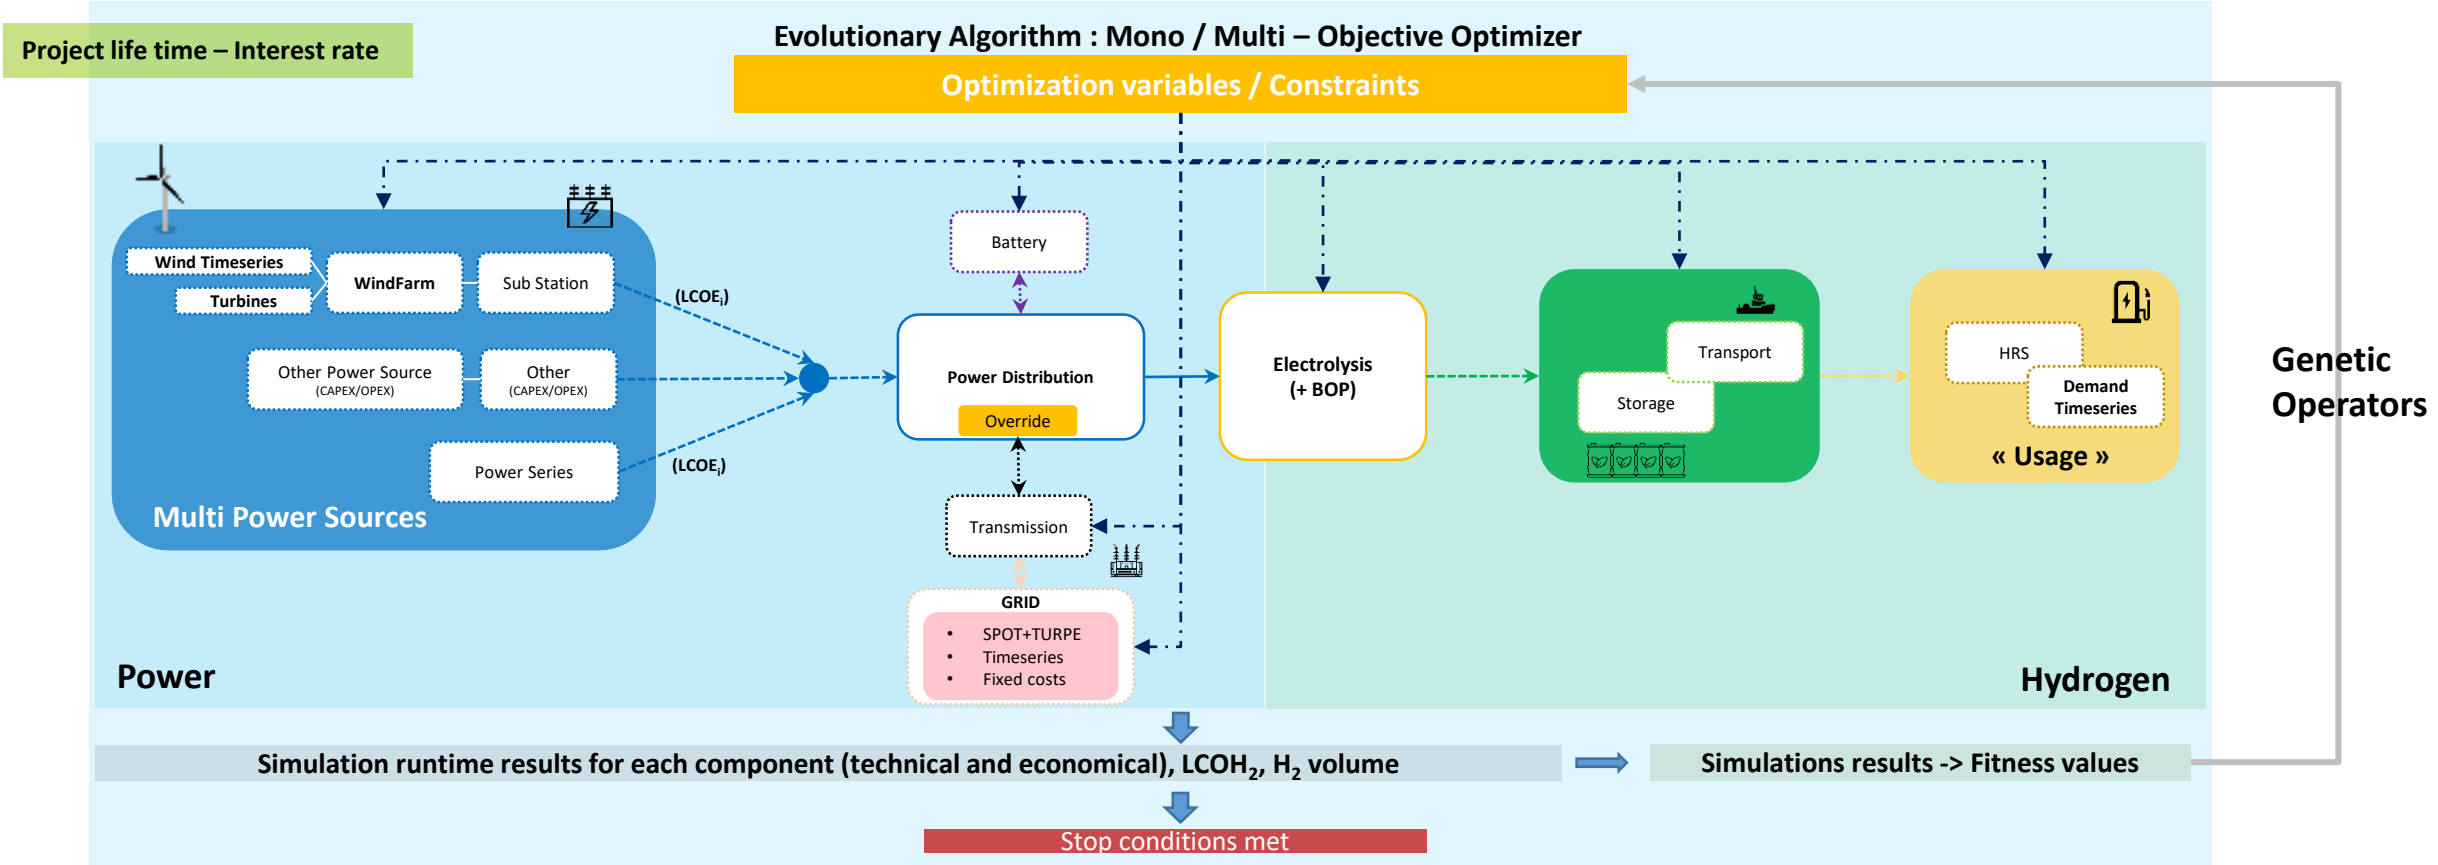 Project life time – Interest rate
Evolutionary Algorithm : Mono / Multi – Objective Optimizer
Optimization variables / Constraints
Wind Timeseries
Turbines
WindFarm
Sub Station
(LCOEi)
Other Power Source
(CAPEX/OPEX)
Other
(CAPEX/OPEX)
Power Series
(LCOEi)
Multi Power Sources
Battery
Power Distribution
Override
Transmission
GRID
• SPOT+TURPE
• Timeseries
• Fixed costs
Power
Electrolysis
(+ BOP)
Transport
Storage
HRS
Demand
Timeseries
« Usage »
Hydrogen
Genetic
Operators
Simulation runtime results for each component (technical and economical), LCOH2, H2 volume
Simulations results -> Fitness values
Stop conditions met